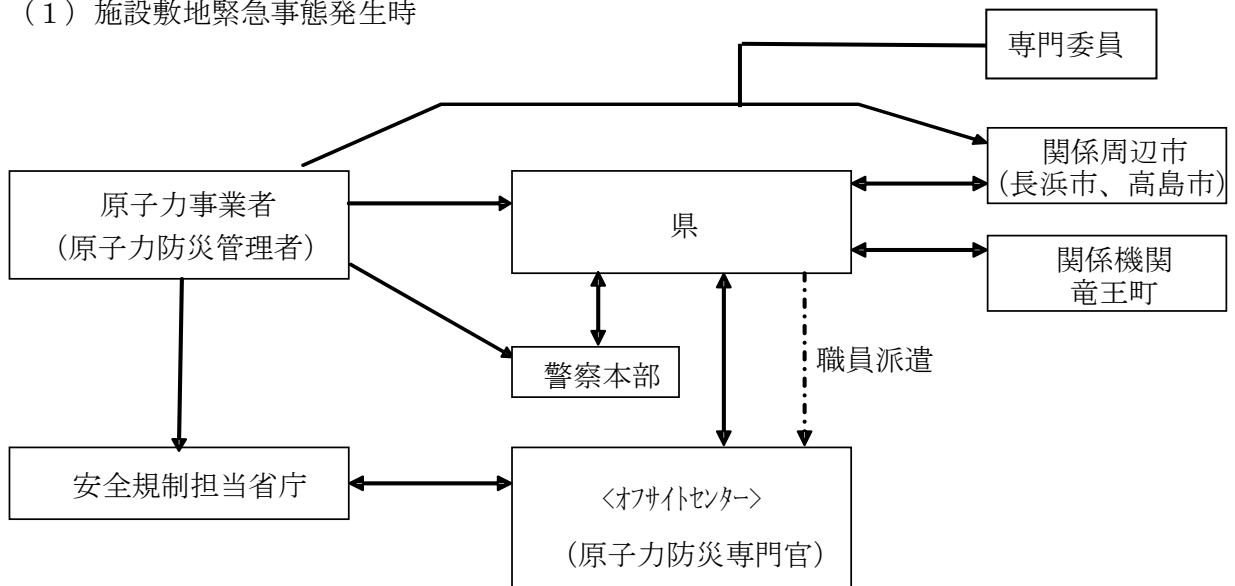 （１）施設敷地緊急事態発生時
専門委員
関係周辺市
(長浜市、高島市)
原子力事業者
(原子力防災管理者)
県
関係機関
竜王町
警察本部
職員派遣
安全規制担当省庁
<ｵﾌｻｲﾄｾﾝﾀｰ>
(原子力防災専門官)